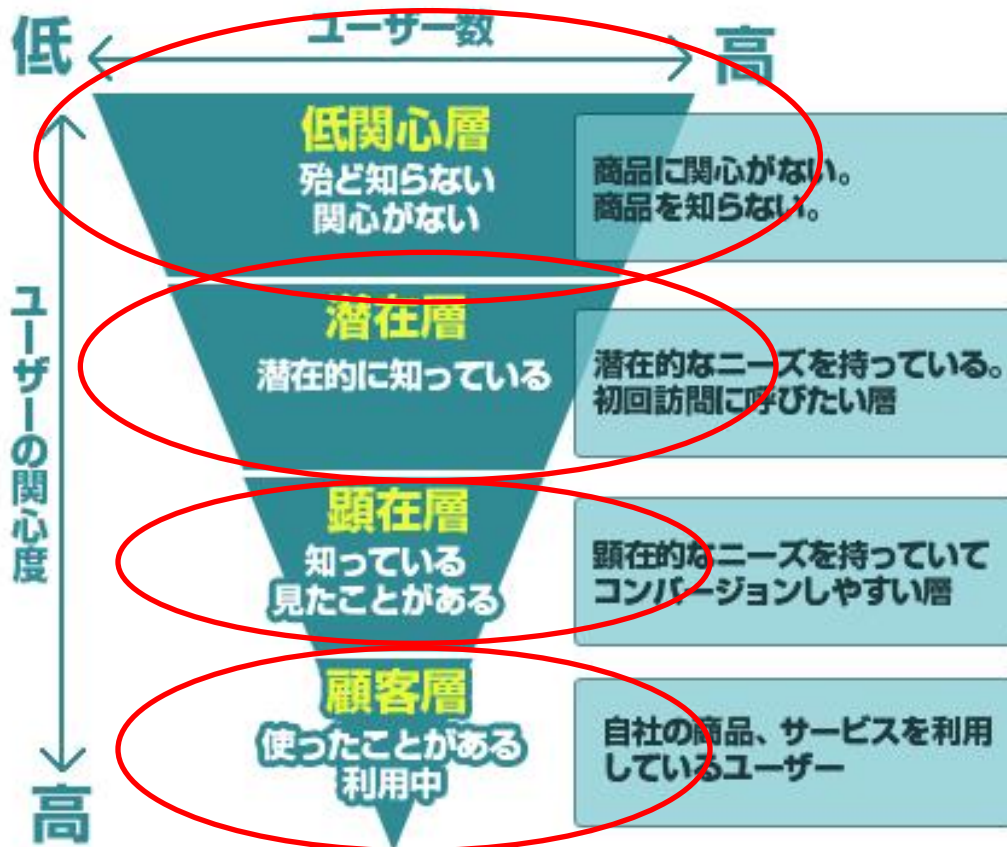 低
ユーザー数
高
低関心層
殆ど知らない
関心がない
商品に関心がない。
商品を知らない。
ユーザーの関心度
潜在層
潜在的に知っている
潜在的なニーズを持っている。
初回訪問に呼びたい層
顕在層
知っている
見たことがある
顕在的なニーズを持っていて
コンバージョンしやすい層
顧客層
使ったことがある
利用中
自社の商品、サービスを利用
しているユーザー
高